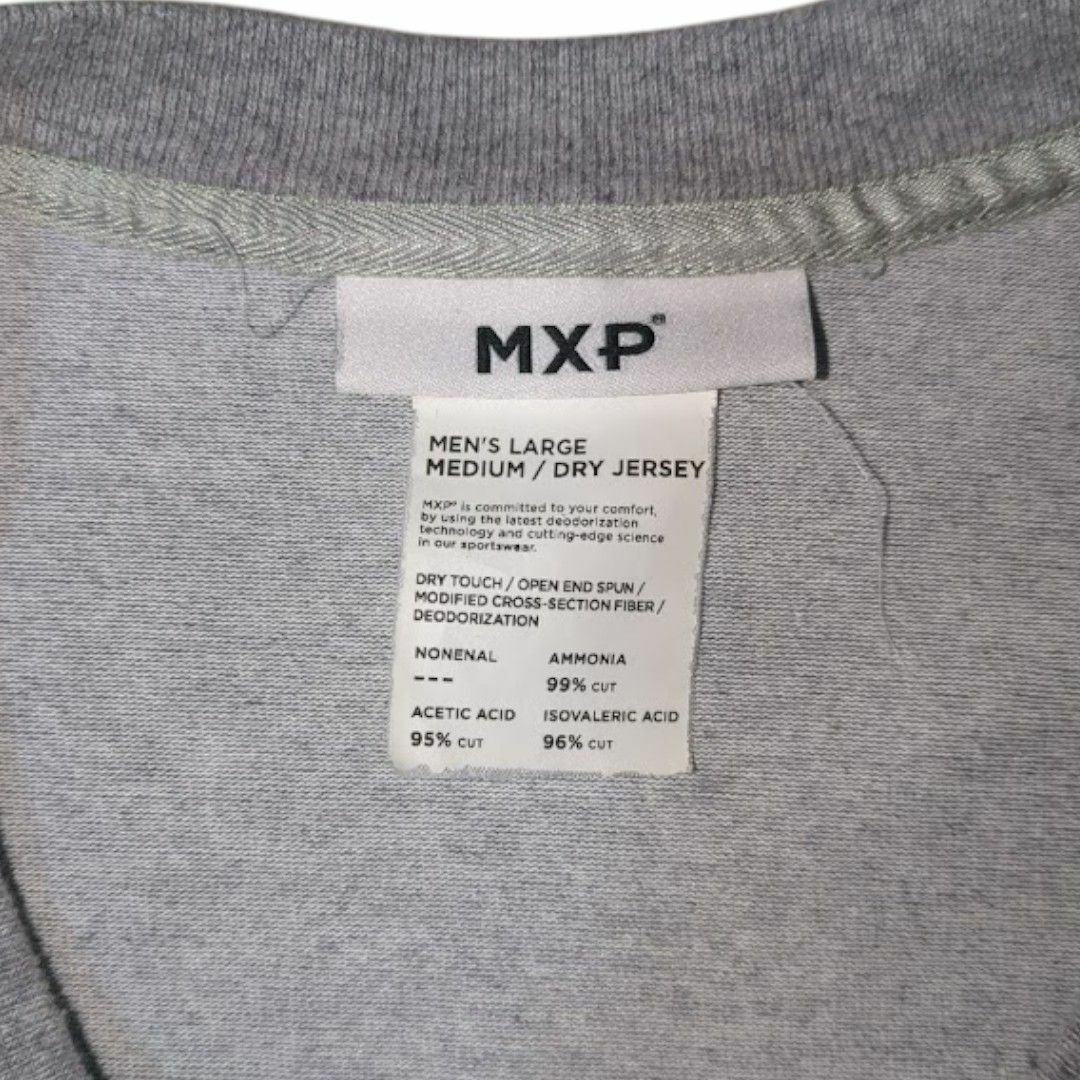 MXP®
MEN'S LARGE
MEDIUM / DRY JERSEY
MXP® is committed to your comfort,
by using the latest deodorization
technology and cutting-edge science
in our sportswear.
DRY TOUCH / OPEN END SPUN /
MODIFIED CROSS-SECTION FIBER /
DEODORIZATION
NONENAL AMMONIA
--- 99% CUT
ACETIC ACID ISOVALERIC ACID
95% CUT 96% CUT